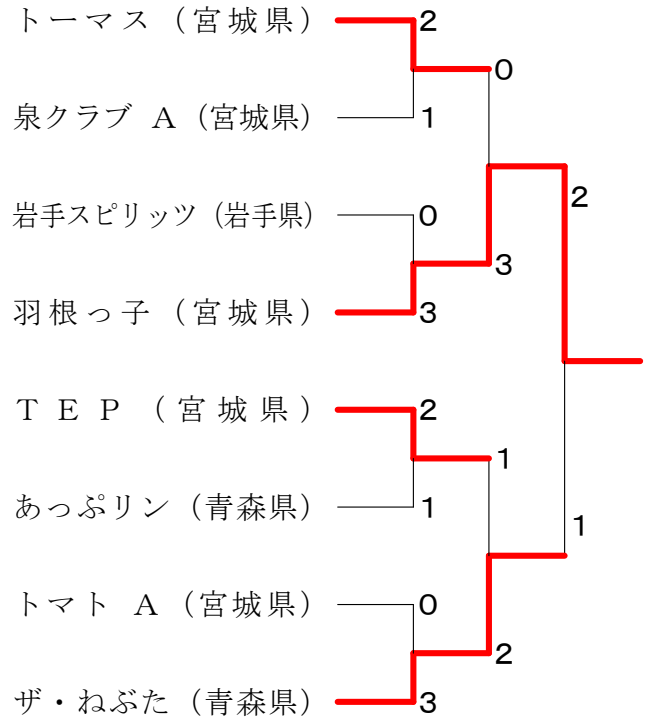 トーマス（宮城県）
2
0
泉クラブ A（宮城県）
1
2
岩手スピリッツ（岩手県）
0
3
羽根っ子（宮城県）
3
TEP（宮城県）
2
1
あっぷリン（青森県）
1
1
トマト A（宮城県）
0
2
ザ・ねぶた（青森県）
3